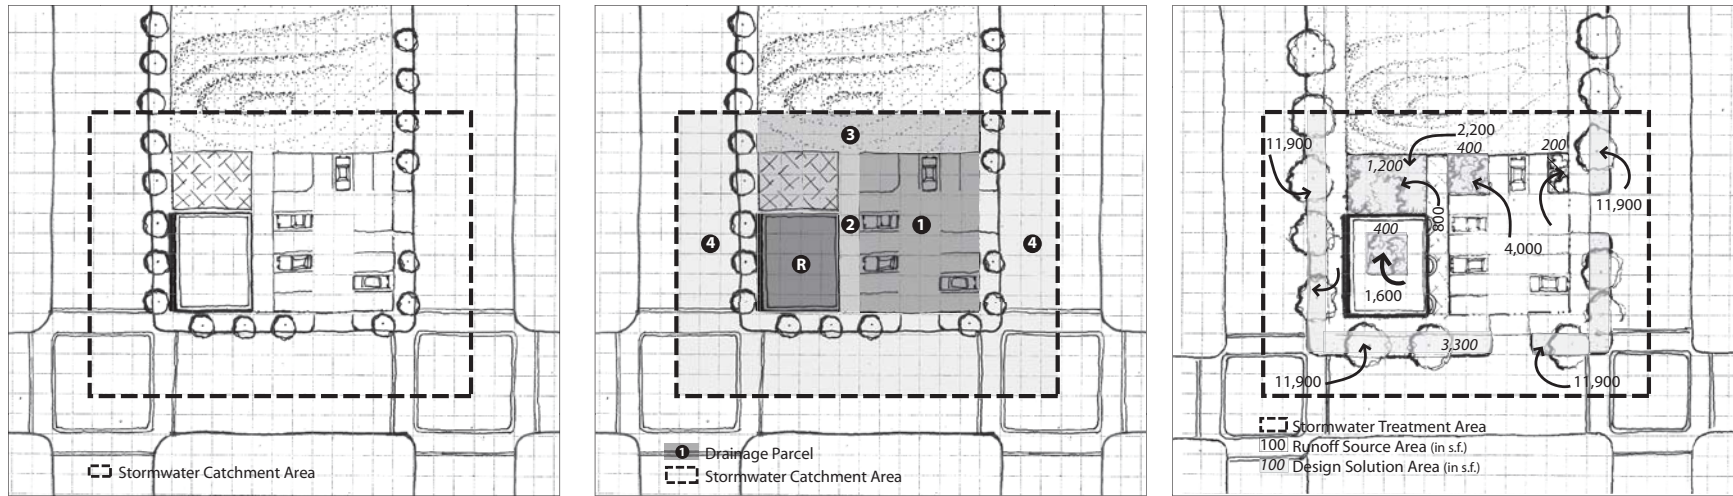 Stormwater Catchment Area
3
2
1
4
4
R
1 Drainage Parcel
Stormwater Catchment Area
11,900
2,200
400
200
1,200
800
11,900
400
4,000
1,600
3,300
11,900
11,900
Stormwater Treatment Area
100 Runoff Source Area (in s.f.)
100 Design Solution Area (in s.f.)